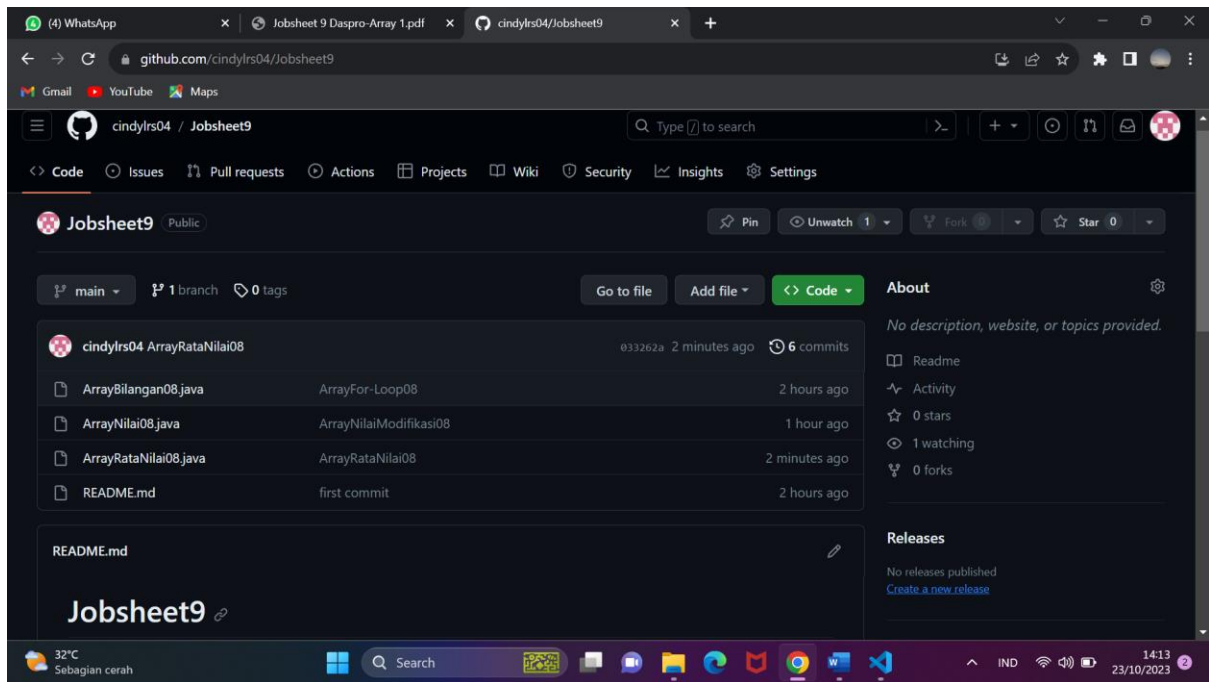 (4) WhatsApp
Jobsheet 9 Daspro-Array 1.pdf
cindylrs04/Jobsheet9
github.com/cindylrs04/Jobsheet9
Gmail YouTube Maps
cindylrs04 / Jobsheet9
Type / to search
Code Issues Pull requests Actions Projects Wiki Security Insights Settings
Jobsheet9 Public
Pin Unwatch 1 Fork 0 Star 0
main 1 branch 0 tags Go to file Add file Code
About
No description, website, or topics provided.
cindylrs04 ArrayRataNilai08 033262a 2 minutes ago 6 commits
ArrayBilangan08.java ArrayFor-Loop08 2 hours ago
ArrayNilai08.java ArrayNilaiModifikasi08 1 hour ago
ArrayRataNilai08.java ArrayRataNilai08 2 minutes ago
README.md first commit 2 hours ago
Readme
Activity
0 stars
1 watching
0 forks
README.md
Jobsheet9
Releases
No releases published
Create a new release
32°C
Sebagian cerah
Search
IND
14:13
23/10/2023
2